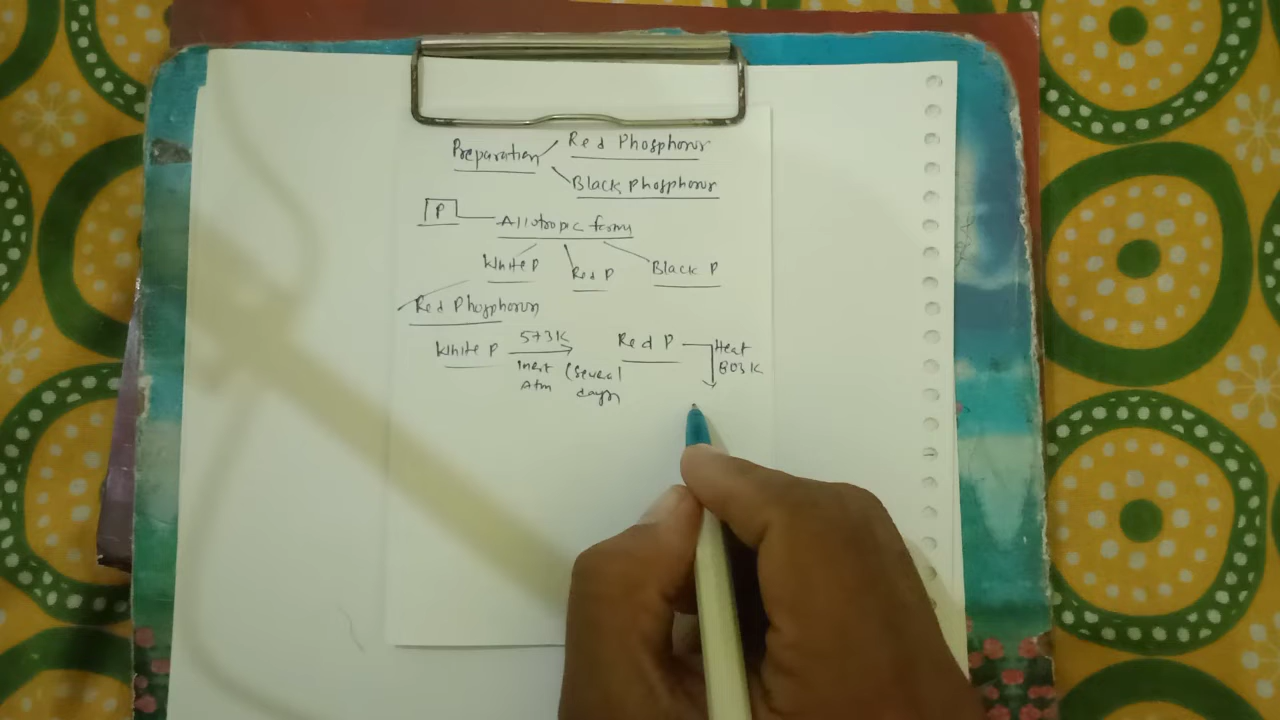 Preparation
Red Phosphorus
Black Phosphorus
P
Allotropic forms
White P
Red P
Black P
Red Phosphorus
White P
573K
inert
Atm
(Several
days
Red P
Heat
803K